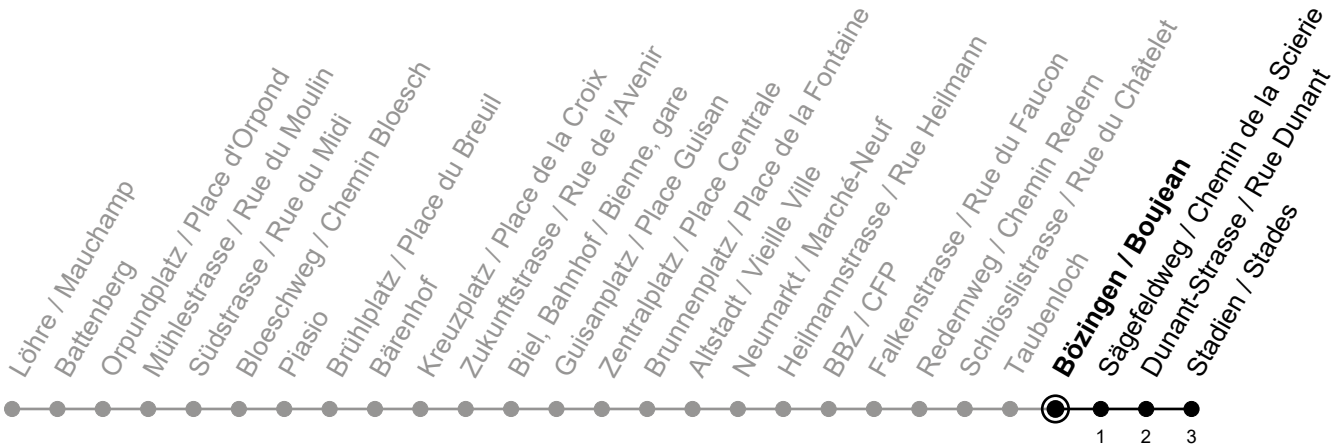 Löhre / Mauchamp
Battenberg
Orpundplatz / Place d'Orpond
Mühlestrasse / Rue du Moulin
Südstrasse / Rue du Midi
Bloeschweg / Chemin Bloesch
Piasio
Brühlplatz / Place du Breuil
Bärenhof
Kreuzplatz / Place de la Croix
Zukunftstrasse / Rue de l'Avenir
Biel, Bahnhof / Bienne, gare
Guisanplatz / Place Guisan
Zentralplatz / Place Centrale
Brunnenplatz / Place de la Fontaine
Altstadt / Vieille Ville
Neumarkt / Marché-Neuf
Heilmannstrasse / Rue Heilmann
BBZ / CFP
Falkenstrasse / Rue du Faucon
Redernweg / Chemin Redern
Schlösslistrasse / Rue du Châtelet
Taubenloch
Bözingen / Boujean
Sägefeldweg / Chemin de la Scierie
Dunant-Strasse / Rue Dunant
Stadien / Stades
1 2 3